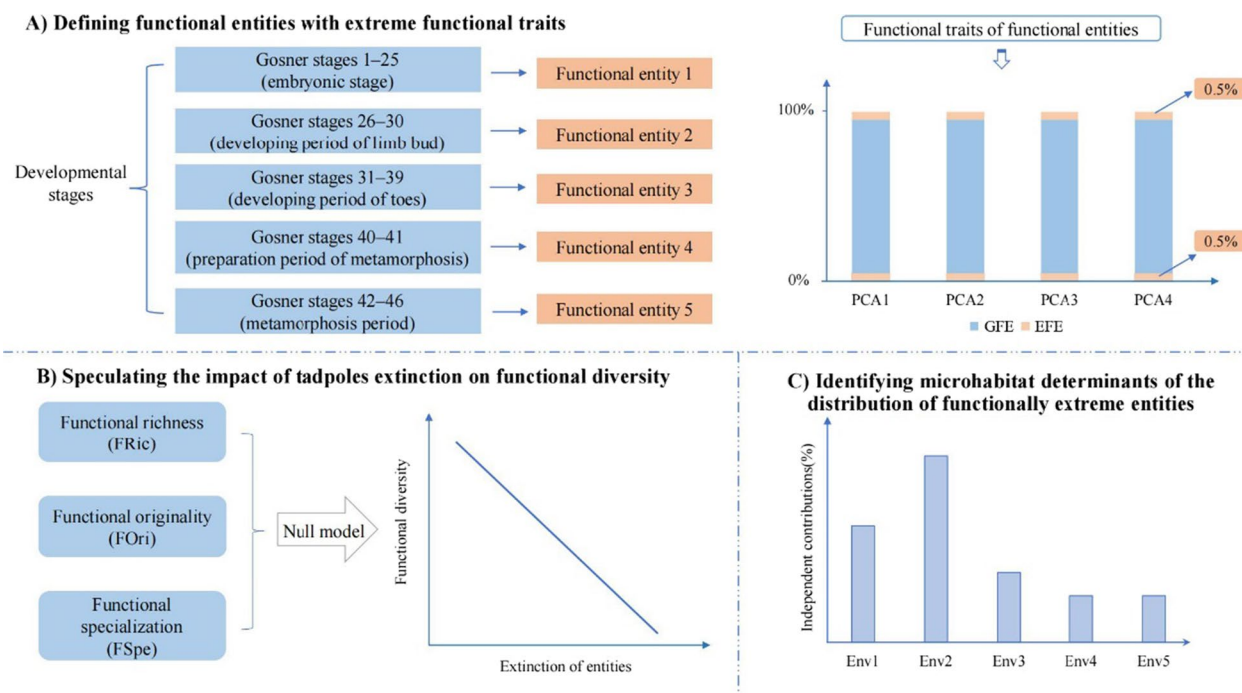 A) Defining functional entities with extreme functional traits
Developmental
stages
Gosner stages 1–25
(embryonic stage)
Functional entity 1
Gosner stages 26–30
(developing period of limb bud)
Functional entity 2
Gosner stages 31–39
(developing period of toes)
Functional entity 3
Gosner stages 40–41
(preparation period of metamorphosis)
Functional entity 4
Gosner stages 42–46
(metamorphosis period)
Functional entity 5
Functional traits of functional entities
100%
0%
0.5%
0.5%
PCA1 PCA2 PCA3 PCA4
GFE EFE
B) Speculating the impact of tadpoles extinction on functional diversity
Functional richness
(FRic)
Functional originality
(FOri)
Functional
specialization
(FSpe)
Null model
Functional diversity
Extinction of entities
C) Identifying microhabitat determinants of the
distribution of functionally extreme entities
Independent contributions(%)
Env1 Env2 Env3 Env4 Env5